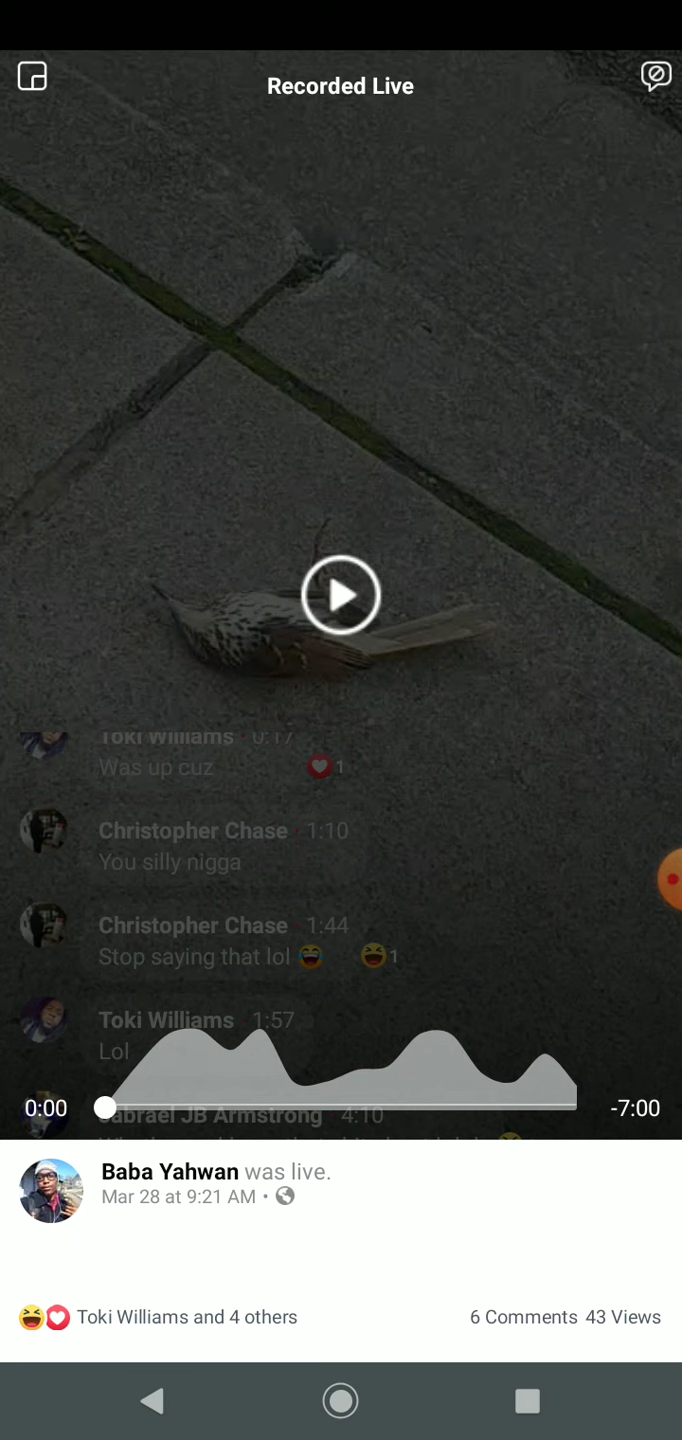 Recorded Live
Toki Williams · 0:17
Was up cuz
1
Christopher Chase · 1:10
You silly nigga
Christopher Chase · 1:44
Stop saying that lol 😂 😆 1
Toki Williams · 1:57
Lol
0:00
Jabrael JB Armstrong · 4:10
-7:00
Baba Yahwan was live.
Mar 28 at 9:21 AM •
Toki Williams and 4 others
6 Comments 43 Views